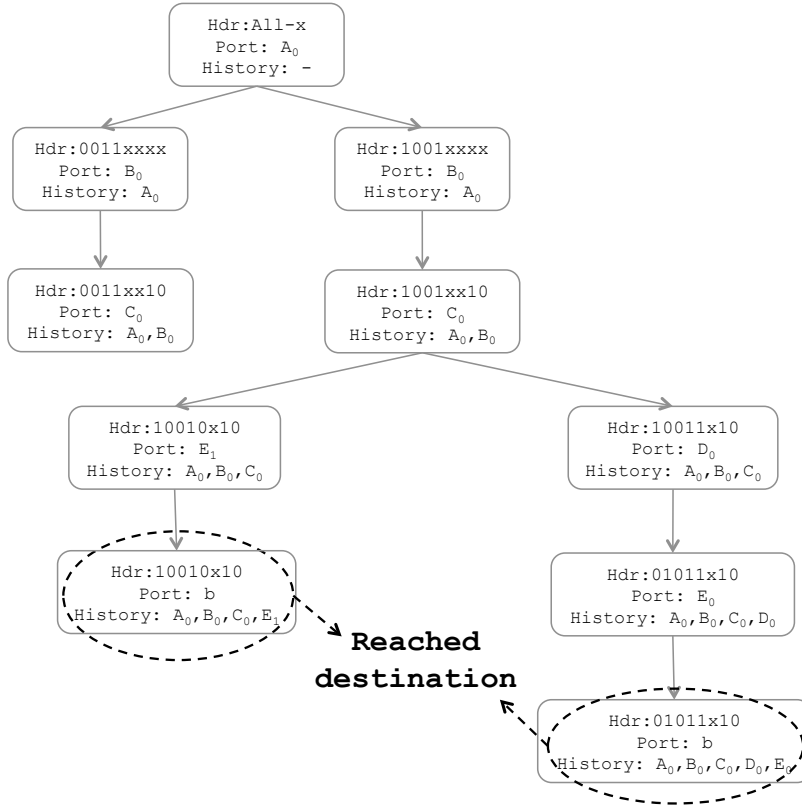 Hdr:All-x
Port: A₀
History: -
Hdr:0011xxxx
Port: B₀
History: A₀
Hdr:1001xxxx
Port: B₀
History: A₀
Hdr:0011xx10
Port: C₀
History: A₀,B₀
Hdr:1001xx10
Port: C₀
History: A₀,B₀
Hdr:10010x10
Port: E₁
History: A₀,B₀,C₀
Hdr:10011x10
Port: D₀
History: A₀,B₀,C₀
Hdr:10010x10
Port: b
History: A₀,B₀,C₀,E₁
Hdr:01011x10
Port: E₀
History: A₀,B₀,C₀,D₀
Reached
destination
Hdr:01011x10
Port: b
History: A₀,B₀,C₀,D₀,E₀